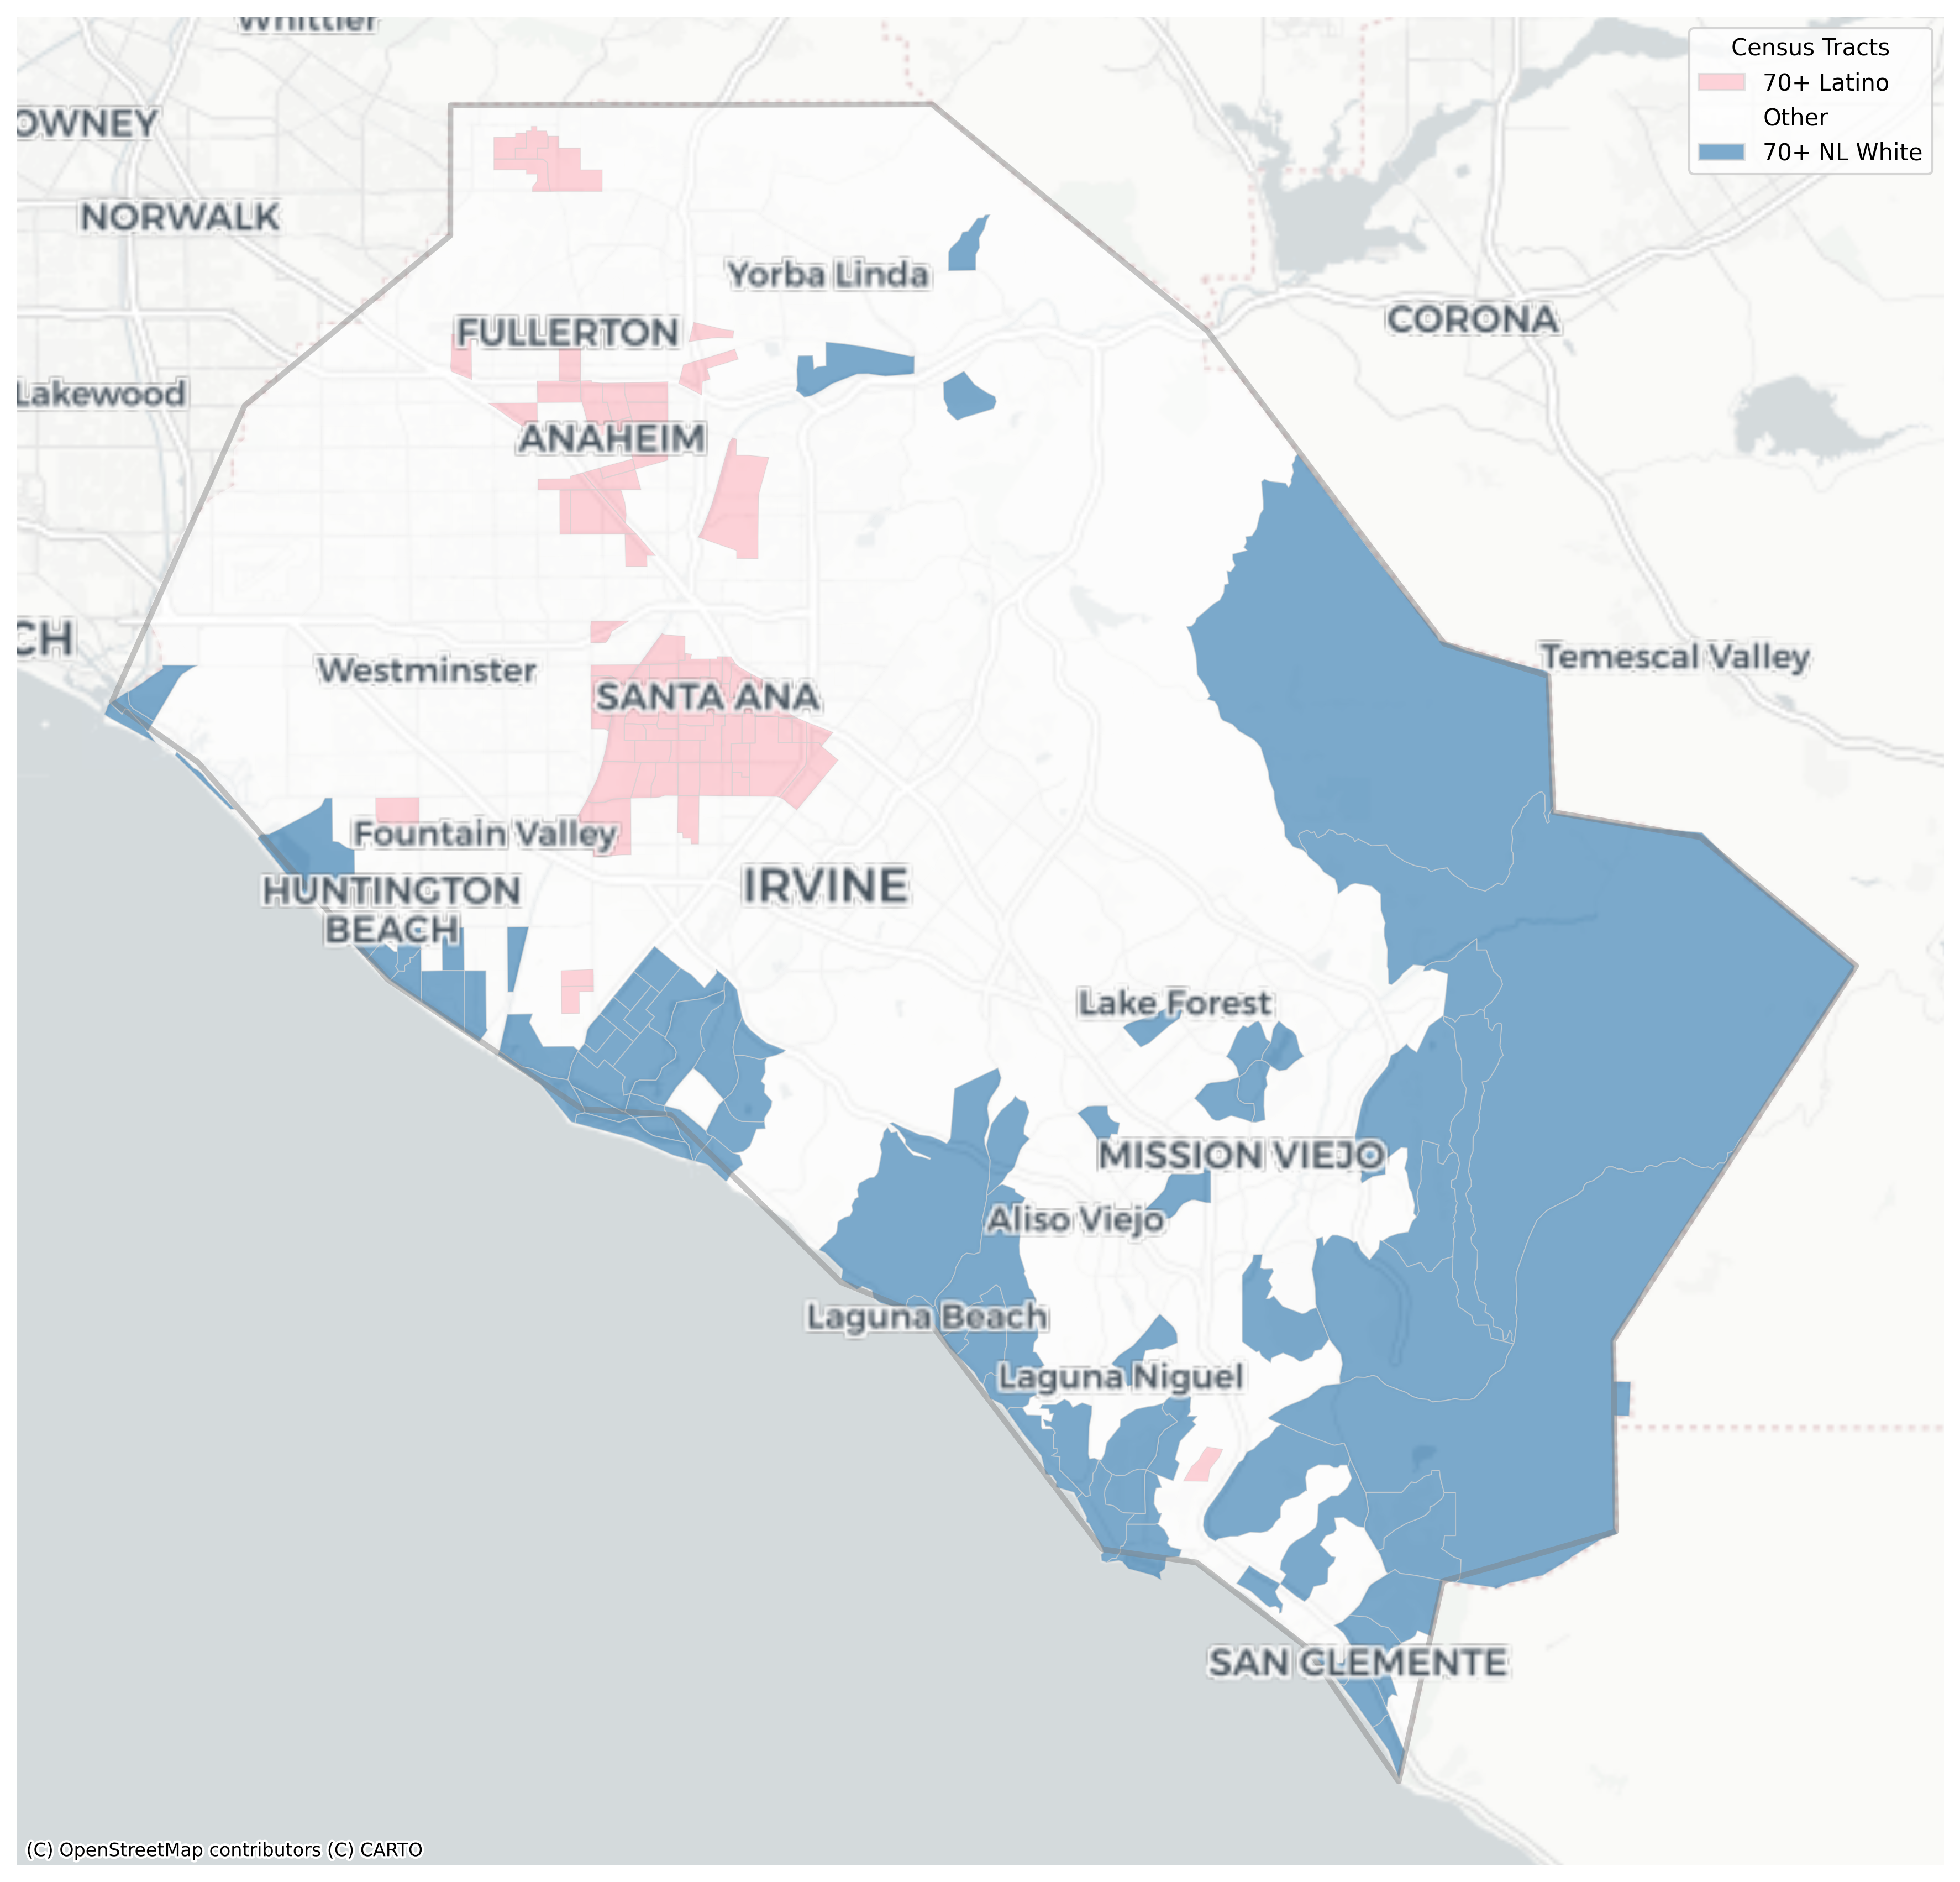 Whittier
Census Tracts
70+ Latino
Other
70+ NL White
OWNEY
NORWALK
Yorba Linda
CORONA
FULLERTON
Lakewood
ANAHEIM
CH
Westminster
SANTA ANA
Temescal Valley
Fountain Valley
HUNTINGTON
BEACH
IRVINE
Lake Forest
MISSION VIEJO
Aliso Viejo
Laguna Beach
Laguna Niguel
SAN CLEMENTE
(C) OpenStreetMap contributors (C) CARTO